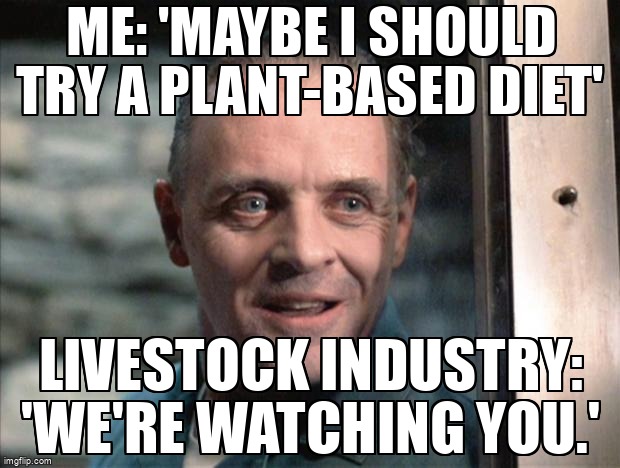 ME: 'MAYBE I SHOULD
TRY A PLANT-BASED DIET'
LIVESTOCK INDUSTRY:
'WE'RE WATCHING YOU.'
imgflip.com